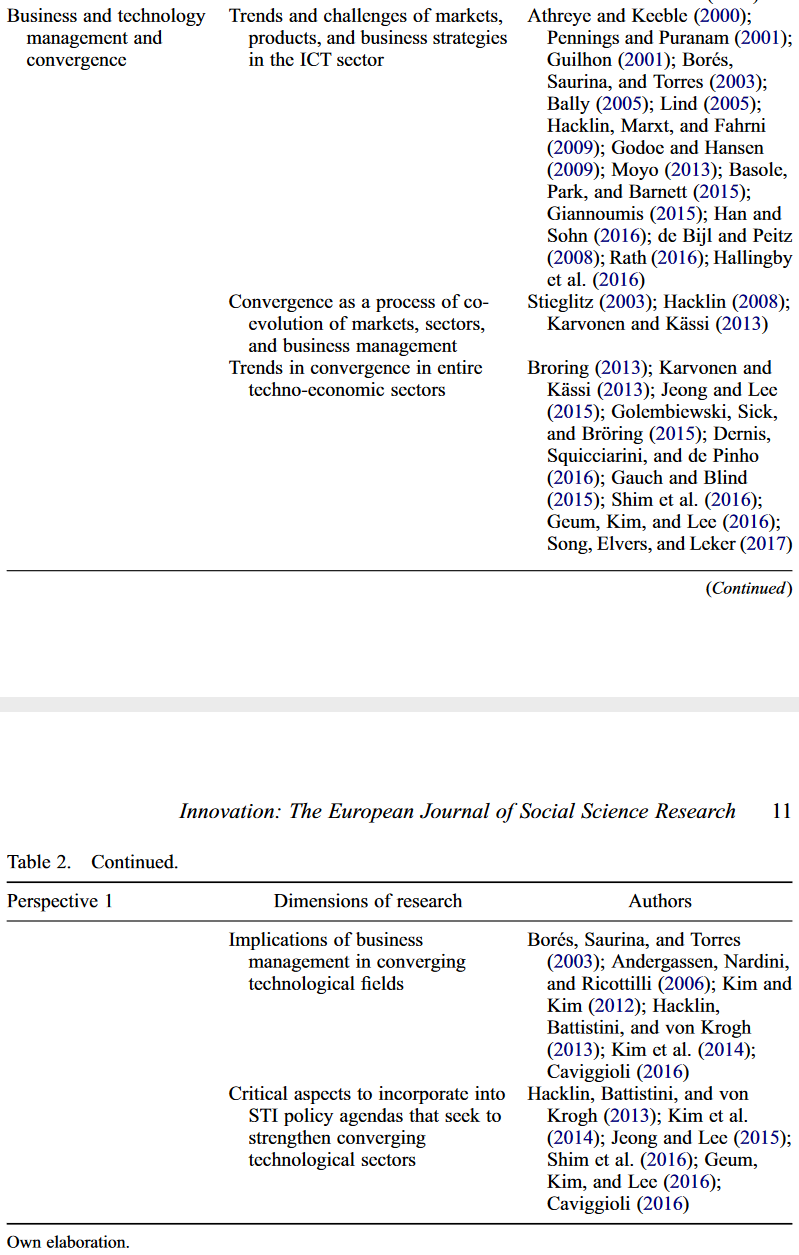 Business and technology management and convergence
Trends and challenges of markets, products, and business strategies in the ICT sector
Athreye and Keeble (2000);
Pennings and Puranam (2001);
Guilhon (2001); Borés,
Saurina, and Torres (2003);
Bally (2005); Lind (2005);
Hacklin, Marxt, and Fahrni
(2009); Godoe and Hansen
(2009); Moyo (2013); Basole,
Park, and Barnett (2015);
Giannoumis (2015); Han and
Sohn (2016); de Bijl and Peitz
(2008); Rath (2016); Hallingby
et al. (2016)
Convergence as a process of co-
evolution of markets, sectors,
and business management
Stieglitz (2003); Hacklin (2008);
Karvonen and Kässi (2013)
Trends in convergence in entire
techno-economic sectors
Broring (2013); Karvonen and
Kässi (2013); Jeong and Lee
(2015); Golembiewski, Sick,
and Bröring (2015); Dernis,
Squicciarini, and de Pinho
(2016); Gauch and Blind
(2015); Shim et al. (2016);
Geum, Kim, and Lee (2016);
Song, Elvers, and Leker (2017)
(Continued)
Innovation: The European Journal of Social Science Research 11
Table 2. Continued.
Perspective 1 Dimensions of research Authors
Implications of business
management in converging
technological fields
Borés, Saurina, and Torres
(2003); Andergassen, Nardini,
and Ricottilli (2006); Kim and
Kim (2012); Hacklin,
Battistini, and von Krogh
(2013); Kim et al. (2014);
Caviggioli (2016)
Critical aspects to incorporate into
STI policy agendas that seek to
strengthen converging
technological sectors
Hacklin, Battistini, and von
Krogh (2013); Kim et al.
(2014); Jeong and Lee (2015);
Shim et al. (2016); Geum,
Kim, and Lee (2016);
Caviggioli (2016)
Own elaboration.